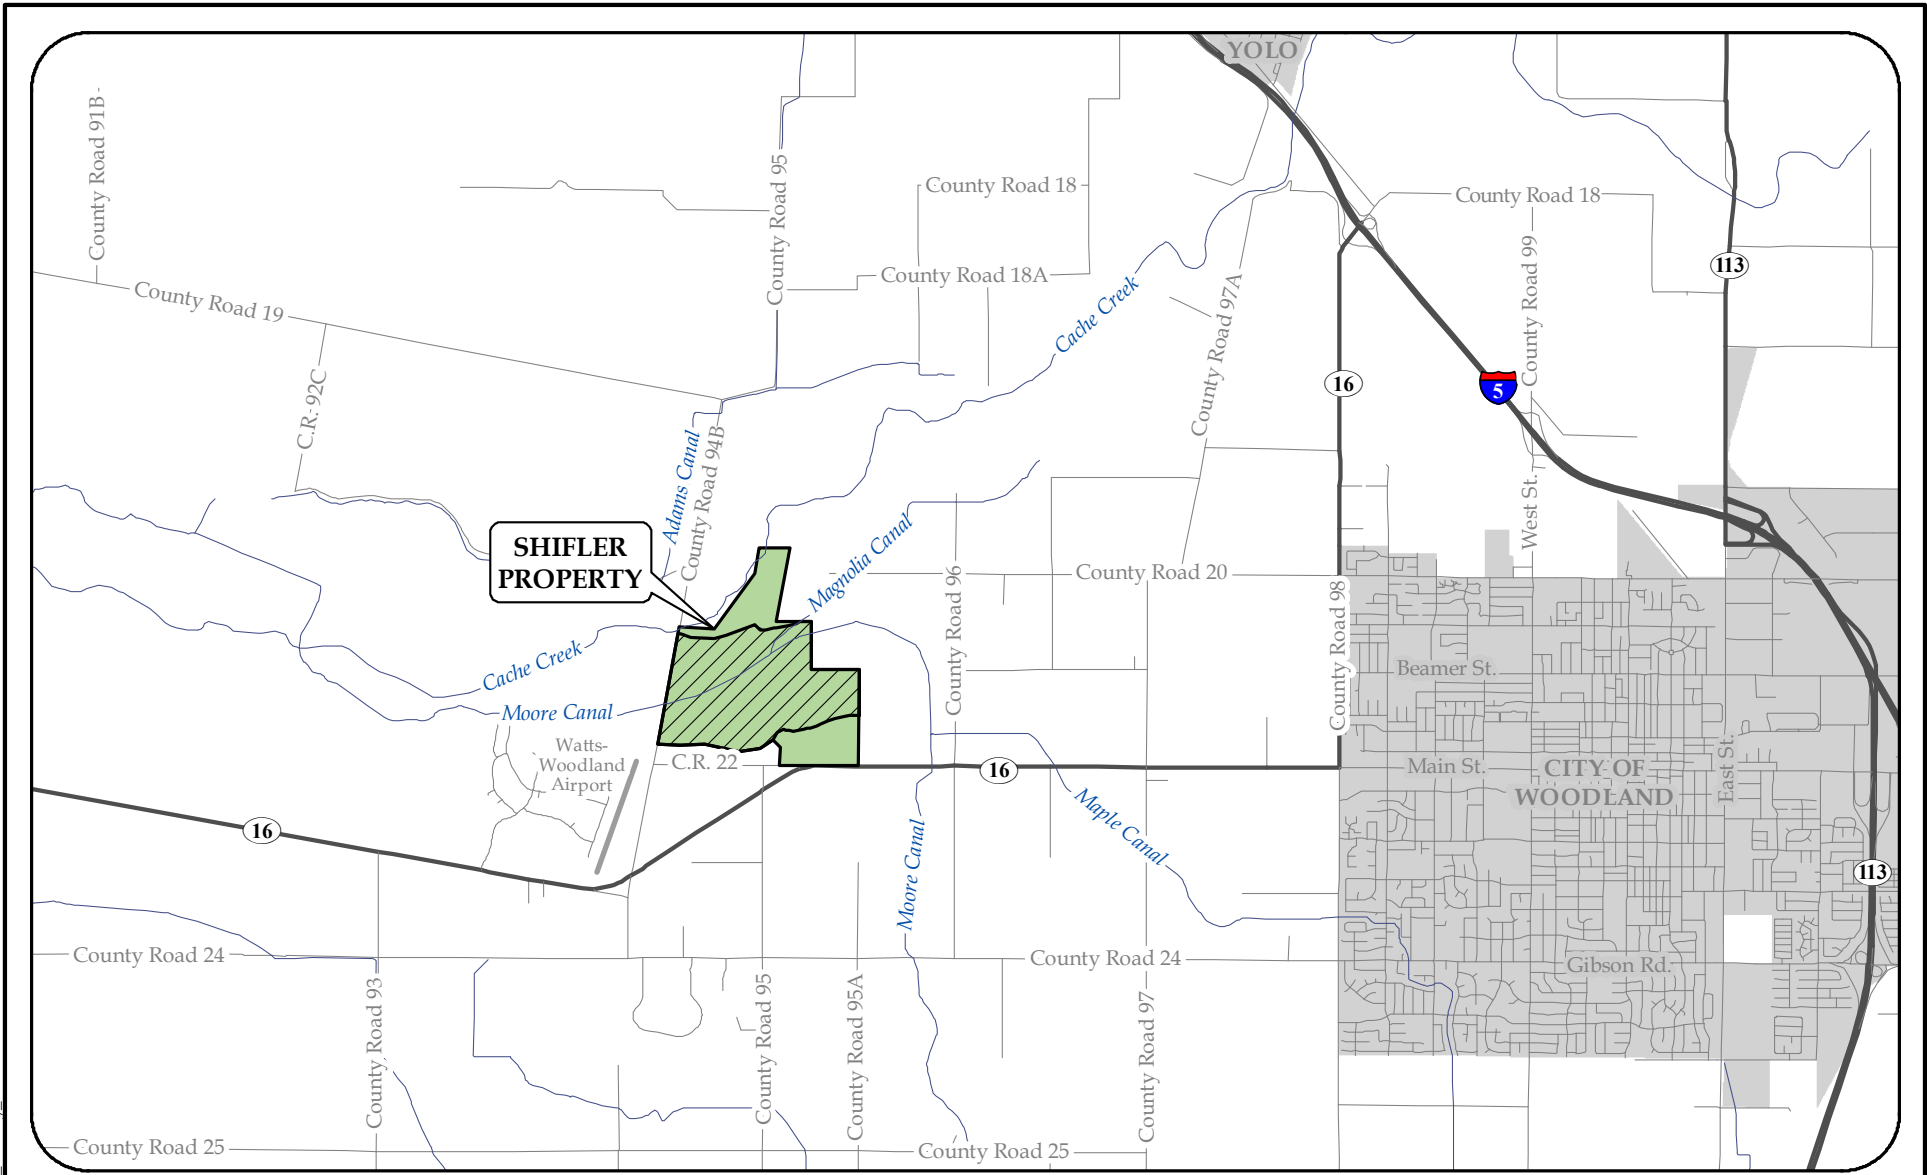 YOLO
County Road 91B
County Road 95
County Road 18
County Road 18
County Road 99
113
County Road 18A
County Road 19
Cache Creek
County Road 97A
16
5
C.R. 92C
Adams Canal
County Road 94B
West St.
SHIFLER
PROPERTY
Magnolia Canal
County Road 96
County Road 20
County Road 98
Beamer St.
Cache Creek
Moore Canal
Watts-
Woodland
Airport
C.R. 22
16
Main St.
CITY OF
WOODLAND
East St.
16
Maple Canal
Moore Canal
113
County Road 24
County Road 24
Gibson Rd.
County Road 93
County Road 95
County Road 95A
County Road 97
County Road 25
County Road 25